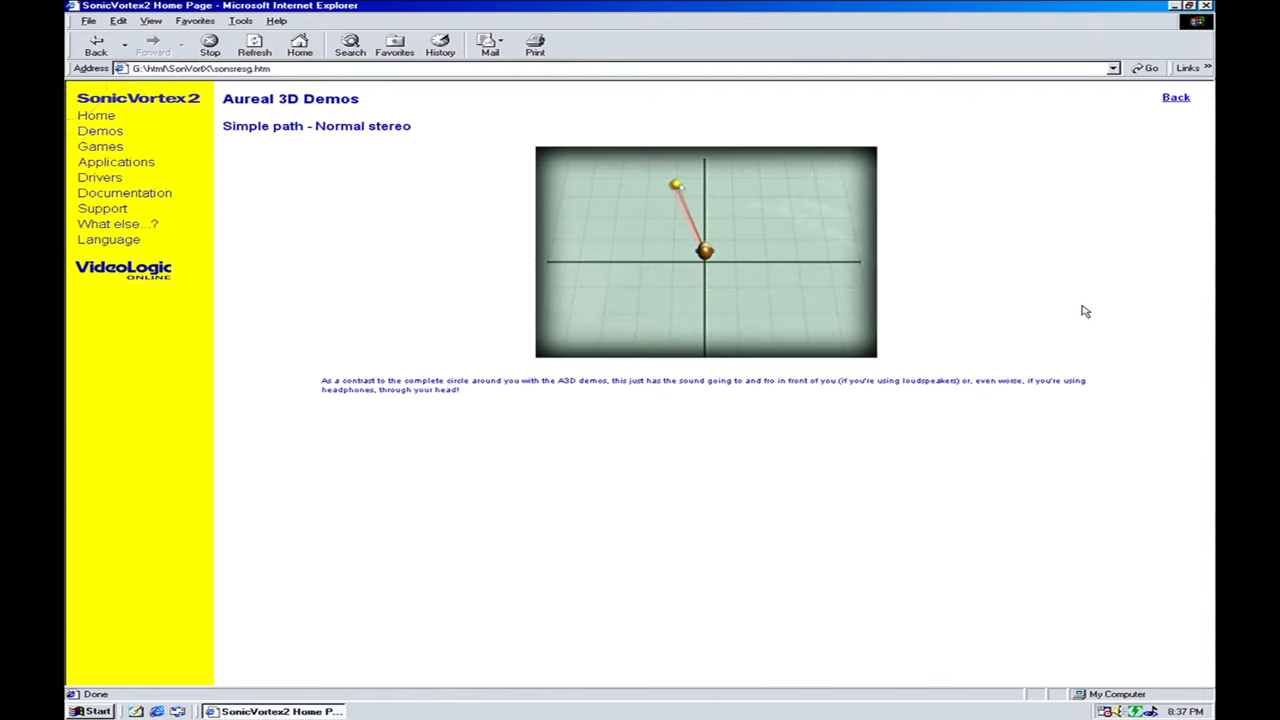 SonicVortex2 Home Page - Microsoft Internet Explorer
File Edit View Favorites Tools Help
Back Forward Stop Refresh Home Search Favorites History Mail Print
Address G:\html\SonVortX\sonsresg.htm Go Links »
SonicVortex2
Home
Demos
Games
Applications
Drivers
Documentation
Support
What else...?
Language
VideoLogic
ONLINE
Aureal 3D Demos
Back
Simple path - Normal stereo
As a contrast to the complete circle around you with the A3D demos, this just has the sound going to and fro in front of you (if you're using loudspeakers) or, even worse, if you're using
headphones, through your head!
Done My Computer
Start SonicVortex2 Home P... 8:37 PM